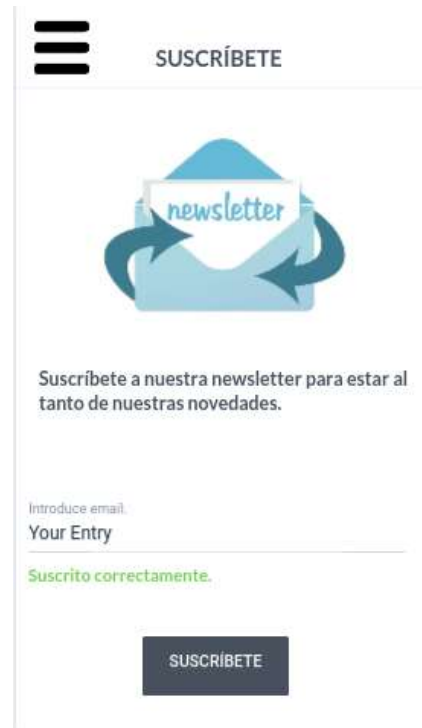 SUSCRÍBETE
newsletter
Suscríbete a nuestra newsletter para estar al
tanto de nuestras novedades.
Introduce email.
Your Entry
Suscrito correctamente.
SUSCRÍBETE